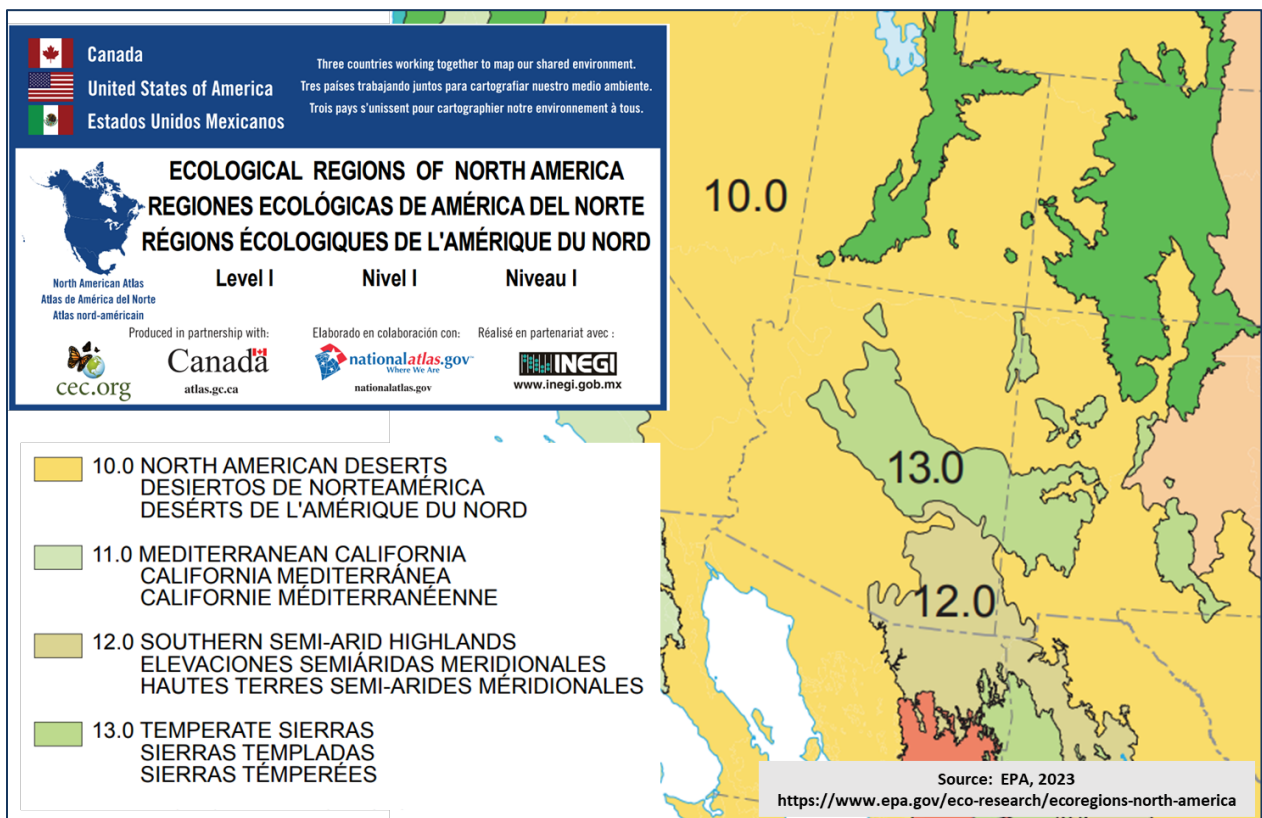 Canada
United States of America
Estados Unidos Mexicanos
Three countries working together to map our shared environment.
Tres países trabajando juntos para cartografiar nuestro medio ambiente.
Trois pays s'unissent pour cartographier notre environnement à tous.
ECOLOGICAL REGIONS OF NORTH AMERICA
REGIONES ECOLÓGICAS DE AMÉRICA DEL NORTE
RÉGIONS ÉCOLOGIQUES DE L'AMÉRIQUE DU NORD
Level I Nivel I Niveau I
North American Atlas
Atlas de América del Norte
Atlas nord-américain
Produced in partnership with:
Elaborado en colaboración con:
Réalisé en partenariat avec :
cec.org
Canada
atlas.gc.ca
nationalatlas.gov
Where We Are
nationalatlas.gov
INEGI
www.inegi.gob.mx
10.0 NORTH AMERICAN DESERTS
DESIERTOS DE NORTEAMÉRICA
DESÉRTS DE L'AMÉRIQUE DU NORD
11.0 MEDITERRANEAN CALIFORNIA
CALIFORNIA MEDITERRÁNEA
CALIFORNIE MÉDITERRANÉENNE
12.0 SOUTHERN SEMI-ARID HIGHLANDS
ELEVACIONES SEMIÁRIDAS MERIDIONALES
HAUTES TERRES SEMI-ARIDES MÉRIDIONALES
13.0 TEMPERATE SIERRAS
SIERRAS TEMPLADAS
SIERRAS TÉMPERÉES
10.0
13.0
12.0
Source: EPA, 2023
https://www.epa.gov/eco-research/ecoregions-north-america